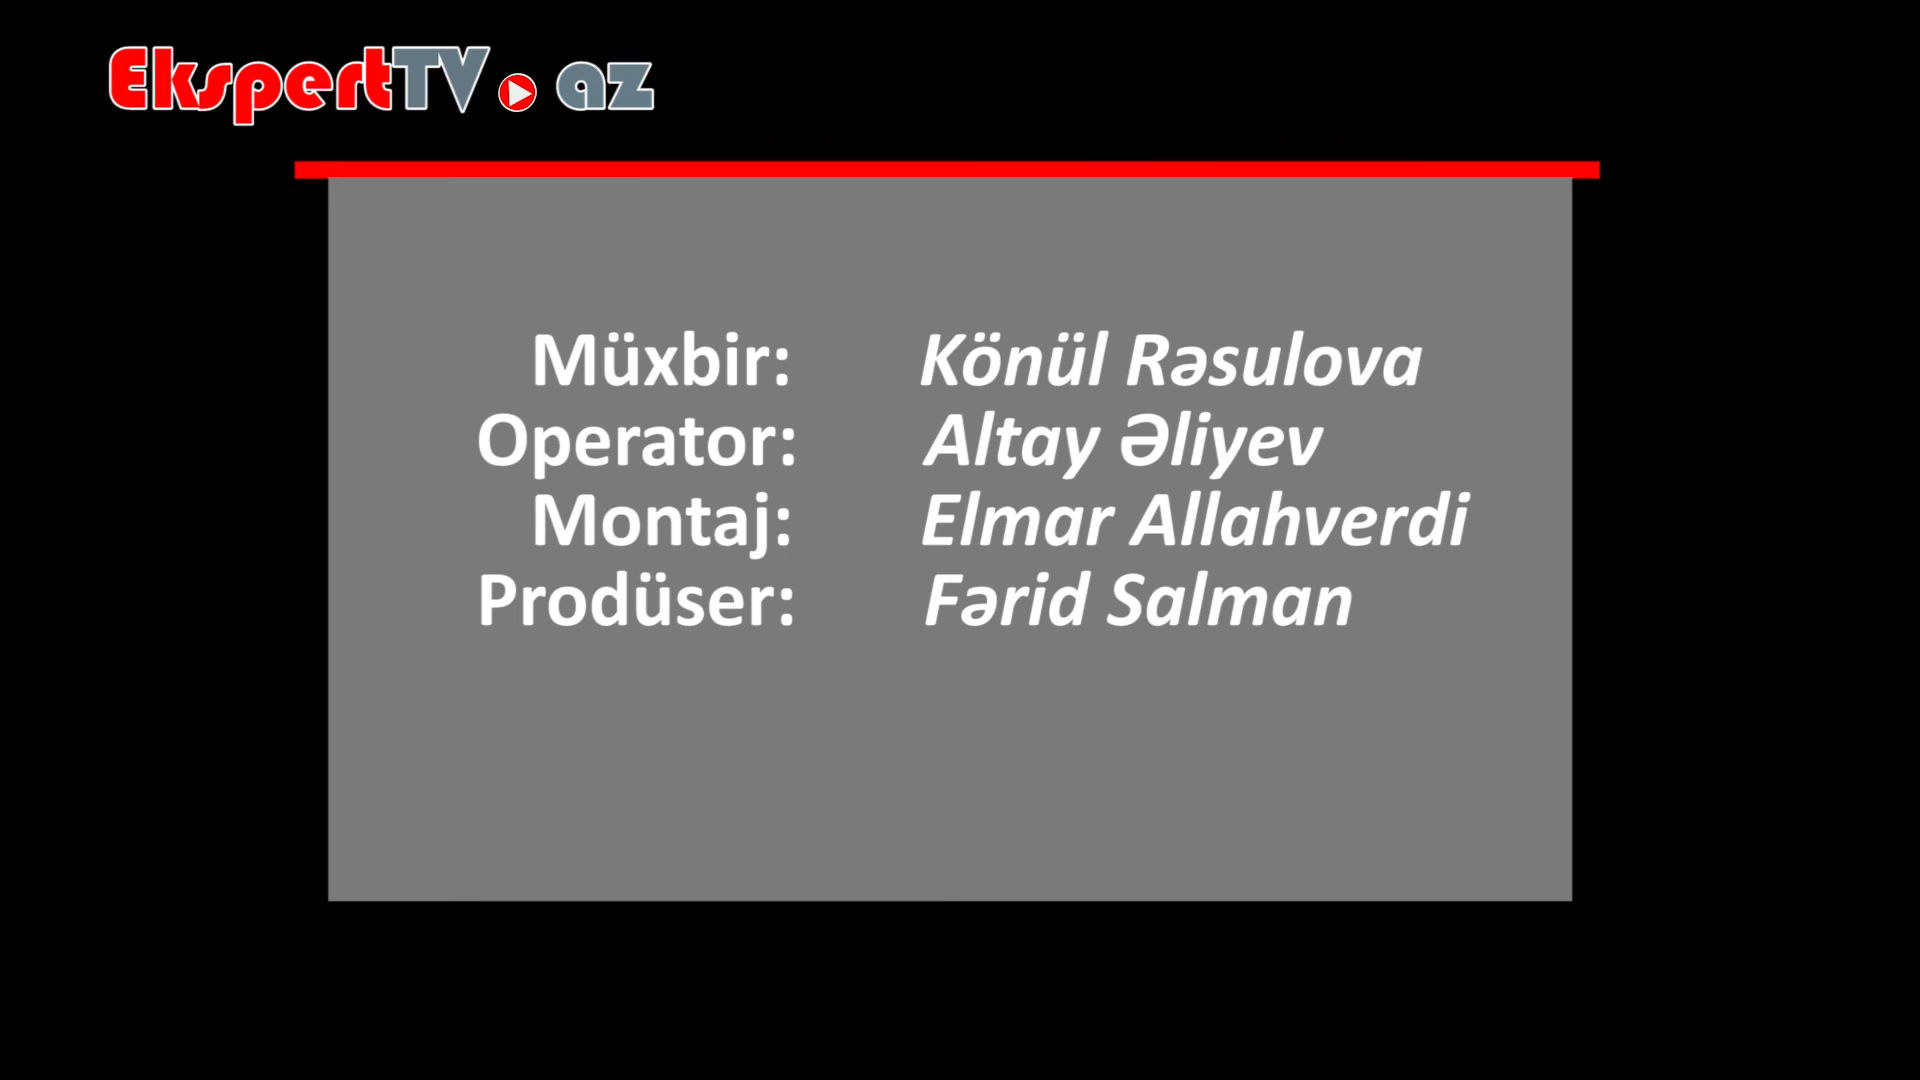 EkspertTV.az
Müxbir: Könül Rəsulova
Operator: Altay Əliyev
Montaj: Elmar Allahverdi
Prodüser: Fərid Salman